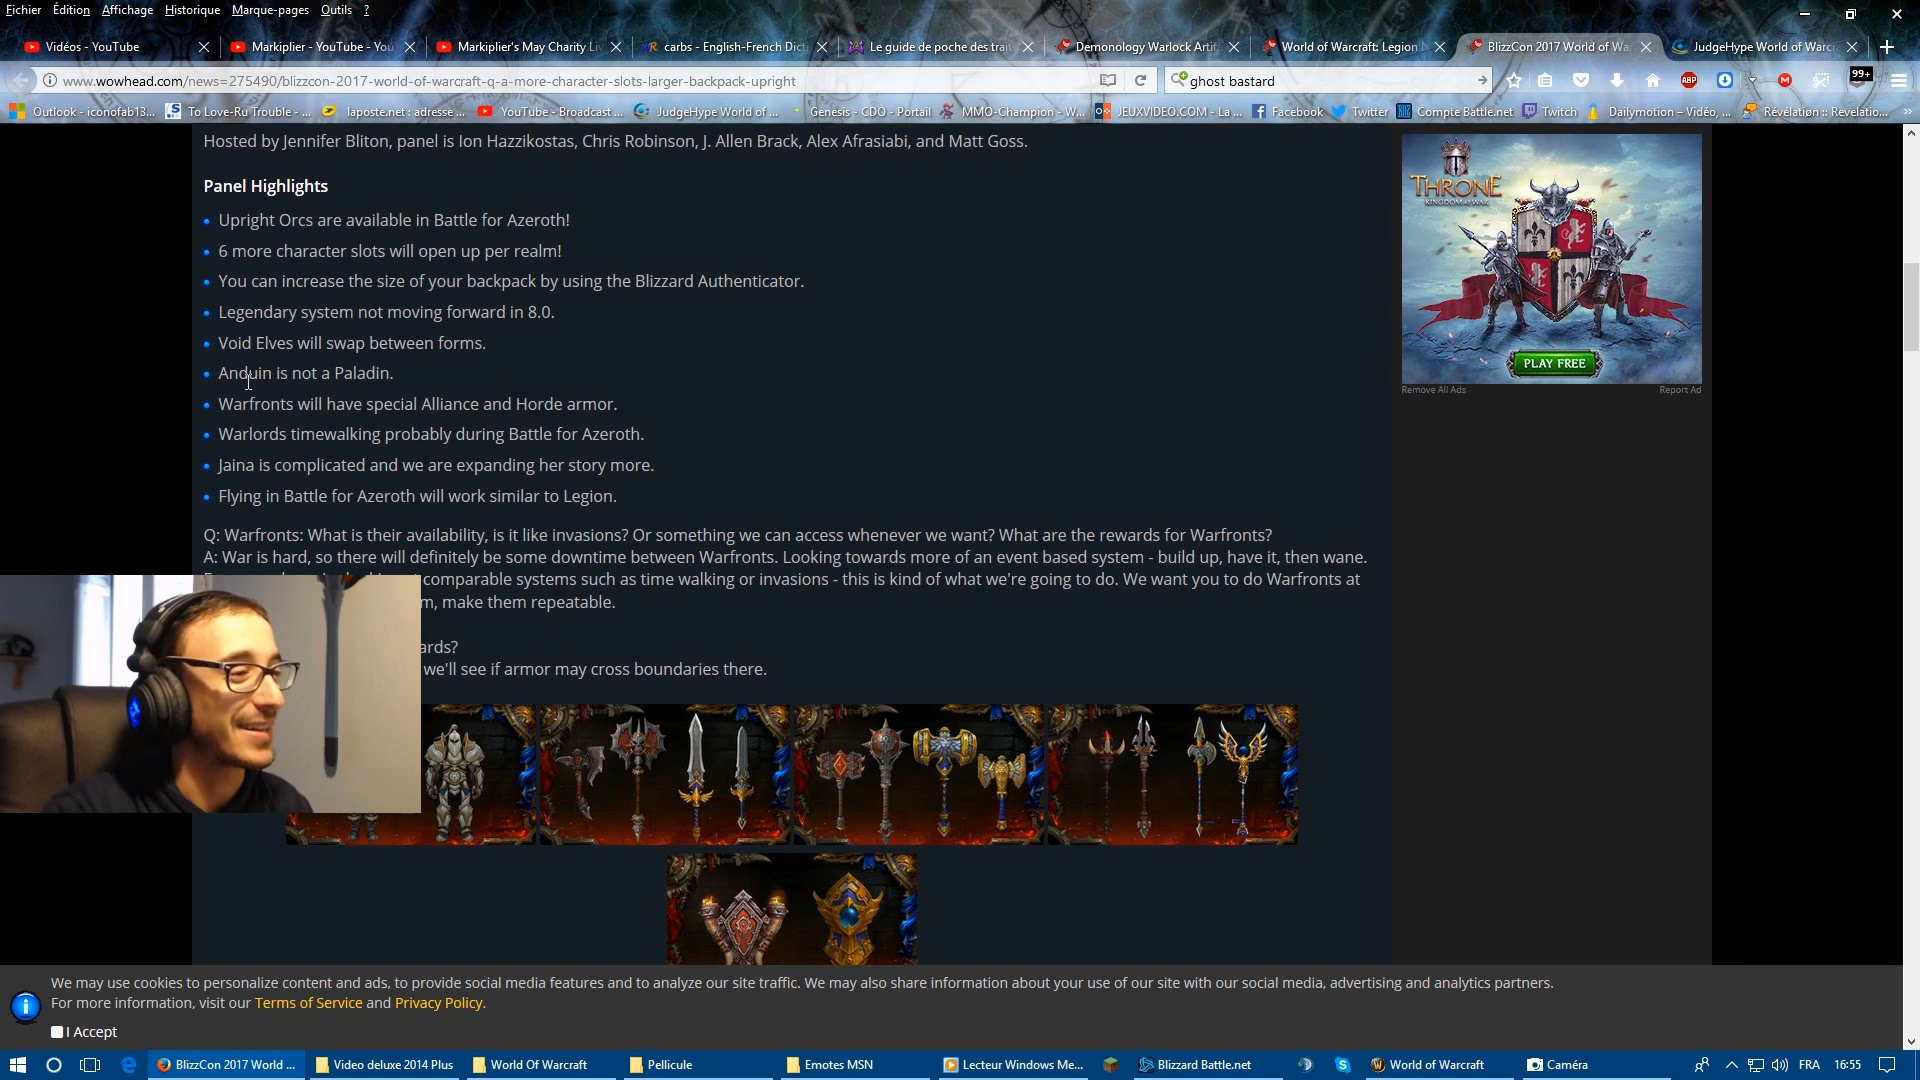 Fichier Édition Affichage Historique Marque-pages Outils ?
Vidéos - YouTube
Markiplier - YouTube - You
Markiplier's May Charity Li
carbs - English-French Dict
Le guide de poche des trait
Demonology Warlock Artif
World of Warcraft: Legion
BlizzCon 2017 World of Wa
JudgeHype World of Warcr
www.wowhead.com/news=275490/blizzcon-2017-world-of-warcraft-q-a-more-character-slots-larger-backpack-upright
ghost bastard
ABP
99+
Outlook - iconofab13...
To Love-Ru Trouble - ...
laposte.net : adresse ...
YouTube - Broadcast ...
JudgeHype World of ...
Genesis - CDO - Portail
MMO-Champion - W...
JEUXVIDEO.COM - La ...
Facebook
Twitter
Compte Battle.net
Twitch
Dailymotion – Vidéo, ...
Révélation :: Revelatio...
Hosted by Jennifer Bliton, panel is Ion Hazzikostas, Chris Robinson, J. Allen Brack, Alex Afrasiabi, and Matt Goss.
Panel Highlights
Upright Orcs are available in Battle for Azeroth!
6 more character slots will open up per realm!
You can increase the size of your backpack by using the Blizzard Authenticator.
Legendary system not moving forward in 8.0.
Void Elves will swap between forms.
Anduin is not a Paladin.
Warfronts will have special Alliance and Horde armor.
Warlords timewalking probably during Battle for Azeroth.
Jaina is complicated and we are expanding her story more.
Flying in Battle for Azeroth will work similar to Legion.
Q: Warfronts: What is their availability, is it like invasions? Or something we can access whenever we want? What are the rewards for Warfronts?
A: War is hard, so there will definitely be some downtime between Warfronts. Looking towards more of an event based system - build up, have it, then wane.
comparable systems such as time walking or invasions - this is kind of what we're going to do. We want you to do Warfronts at
m, make them repeatable.
ards?
we'll see if armor may cross boundaries there.
THRONE
KINGDOM AT WAR
PLAY FREE
Remove All Ads
Report Ad
We may use cookies to personalize content and ads, to provide social media features and to analyze our site traffic. We may also share information about your use of our site with our social media, advertising and analytics partners.
For more information, visit our Terms of Service and Privacy Policy.
I Accept
BlizzCon 2017 World ...
Video deluxe 2014 Plus
World Of Warcraft
Pellicule
Emotes MSN
Lecteur Windows Me...
Blizzard Battle.net
World of Warcraft
Caméra
FRA
16:55